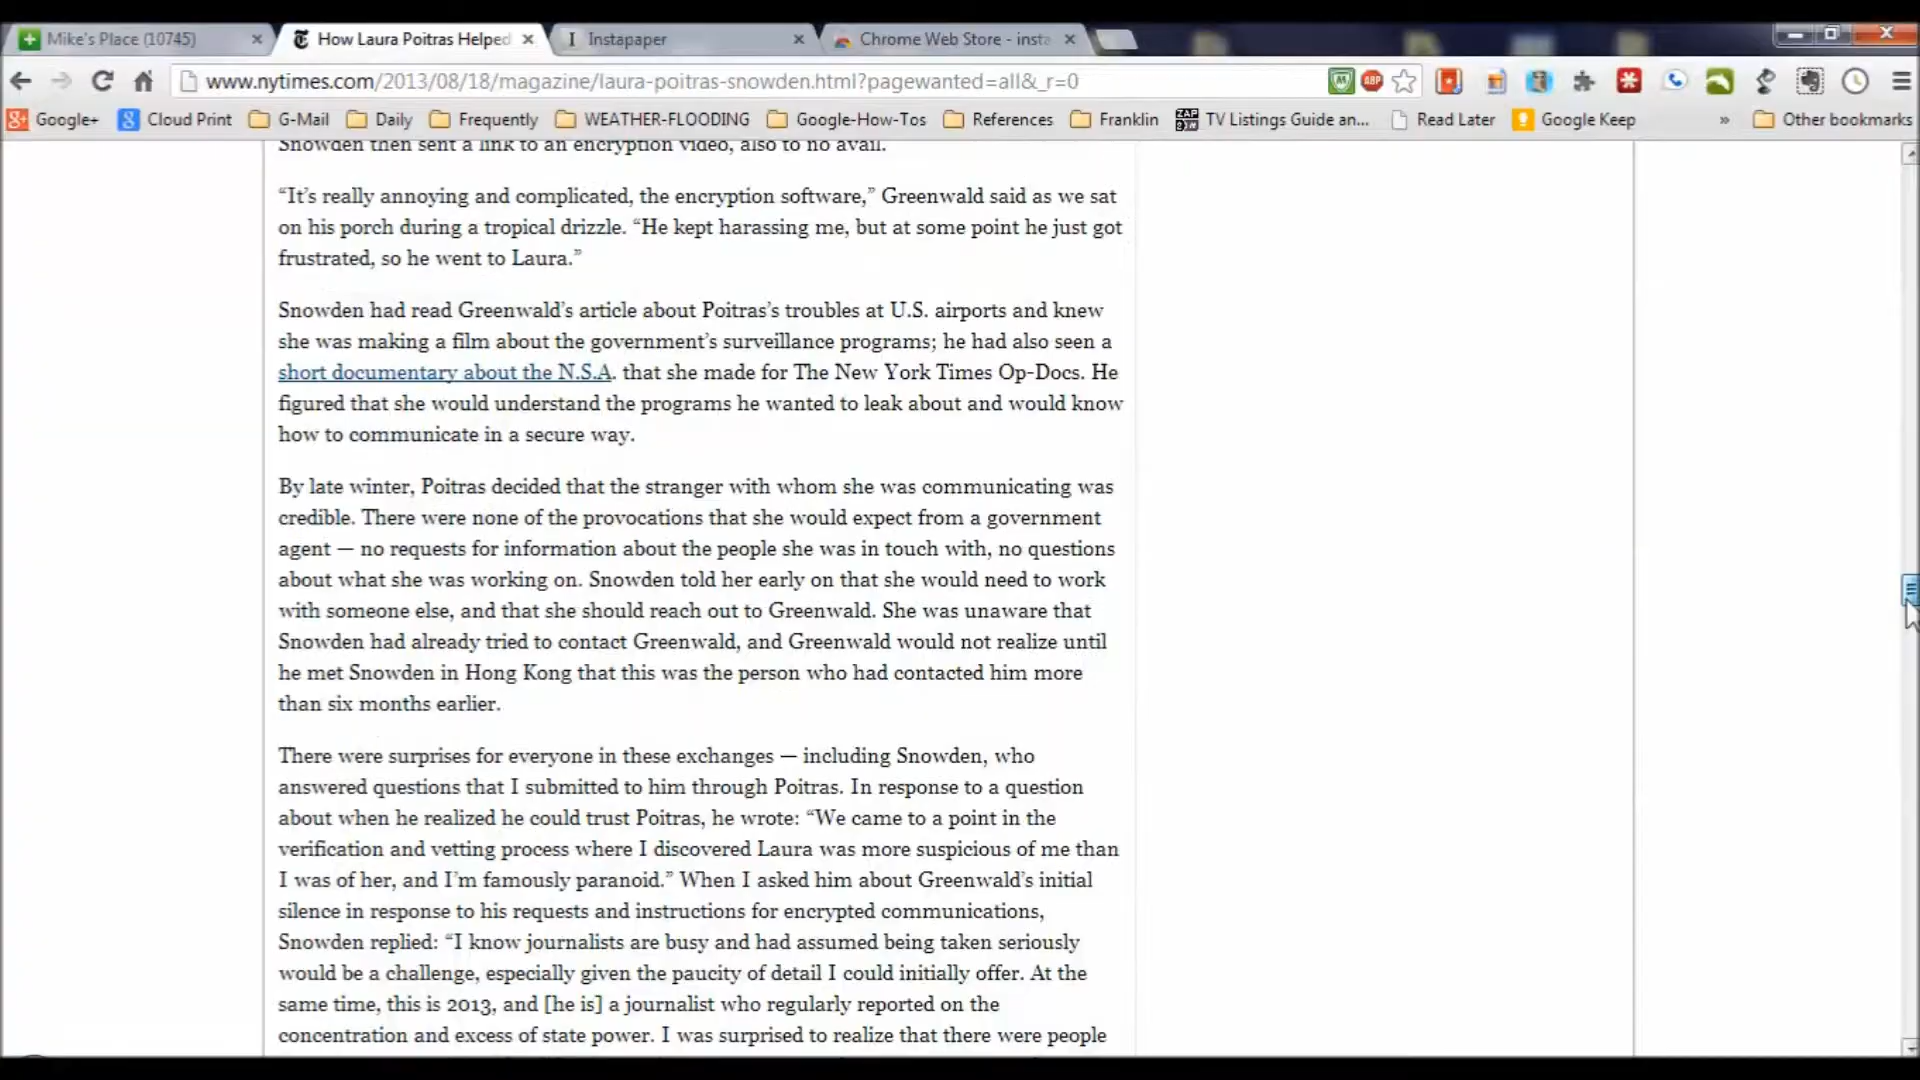 Mike's Place (10745)
How Laura Poitras Helped
Instapaper
Chrome Web Store - insta
www.nytimes.com/2013/08/18/magazine/laura-poitras-snowden.html?pagewanted=all&_r=0
Google+
Cloud Print
G-Mail
Daily
Frequently
WEATHER-FLOODING
Google-How-Tos
References
Franklin
TV Listings Guide an...
Read Later
Google Keep
»
Other bookmarks
Snowden then sent a link to an encryption video, also to no avail.
“It’s really annoying and complicated, the encryption software,” Greenwald said as we sat
on his porch during a tropical drizzle. “He kept harassing me, but at some point he just got
frustrated, so he went to Laura.”
Snowden had read Greenwald’s article about Poitras’s troubles at U.S. airports and knew
she was making a film about the government’s surveillance programs; he had also seen a
short documentary about the N.S.A. that she made for The New York Times Op-Docs. He
figured that she would understand the programs he wanted to leak about and would know
how to communicate in a secure way.
By late winter, Poitras decided that the stranger with whom she was communicating was
credible. There were none of the provocations that she would expect from a government
agent — no requests for information about the people she was in touch with, no questions
about what she was working on. Snowden told her early on that she would need to work
with someone else, and that she should reach out to Greenwald. She was unaware that
Snowden had already tried to contact Greenwald, and Greenwald would not realize until
he met Snowden in Hong Kong that this was the person who had contacted him more
than six months earlier.
There were surprises for everyone in these exchanges — including Snowden, who
answered questions that I submitted to him through Poitras. In response to a question
about when he realized he could trust Poitras, he wrote: “We came to a point in the
verification and vetting process where I discovered Laura was more suspicious of me than
I was of her, and I’m famously paranoid.” When I asked him about Greenwald’s initial
silence in response to his requests and instructions for encrypted communications,
Snowden replied: “I know journalists are busy and had assumed being taken seriously
would be a challenge, especially given the paucity of detail I could initially offer. At the
same time, this is 2013, and [he is] a journalist who regularly reported on the
concentration and excess of state power. I was surprised to realize that there were people